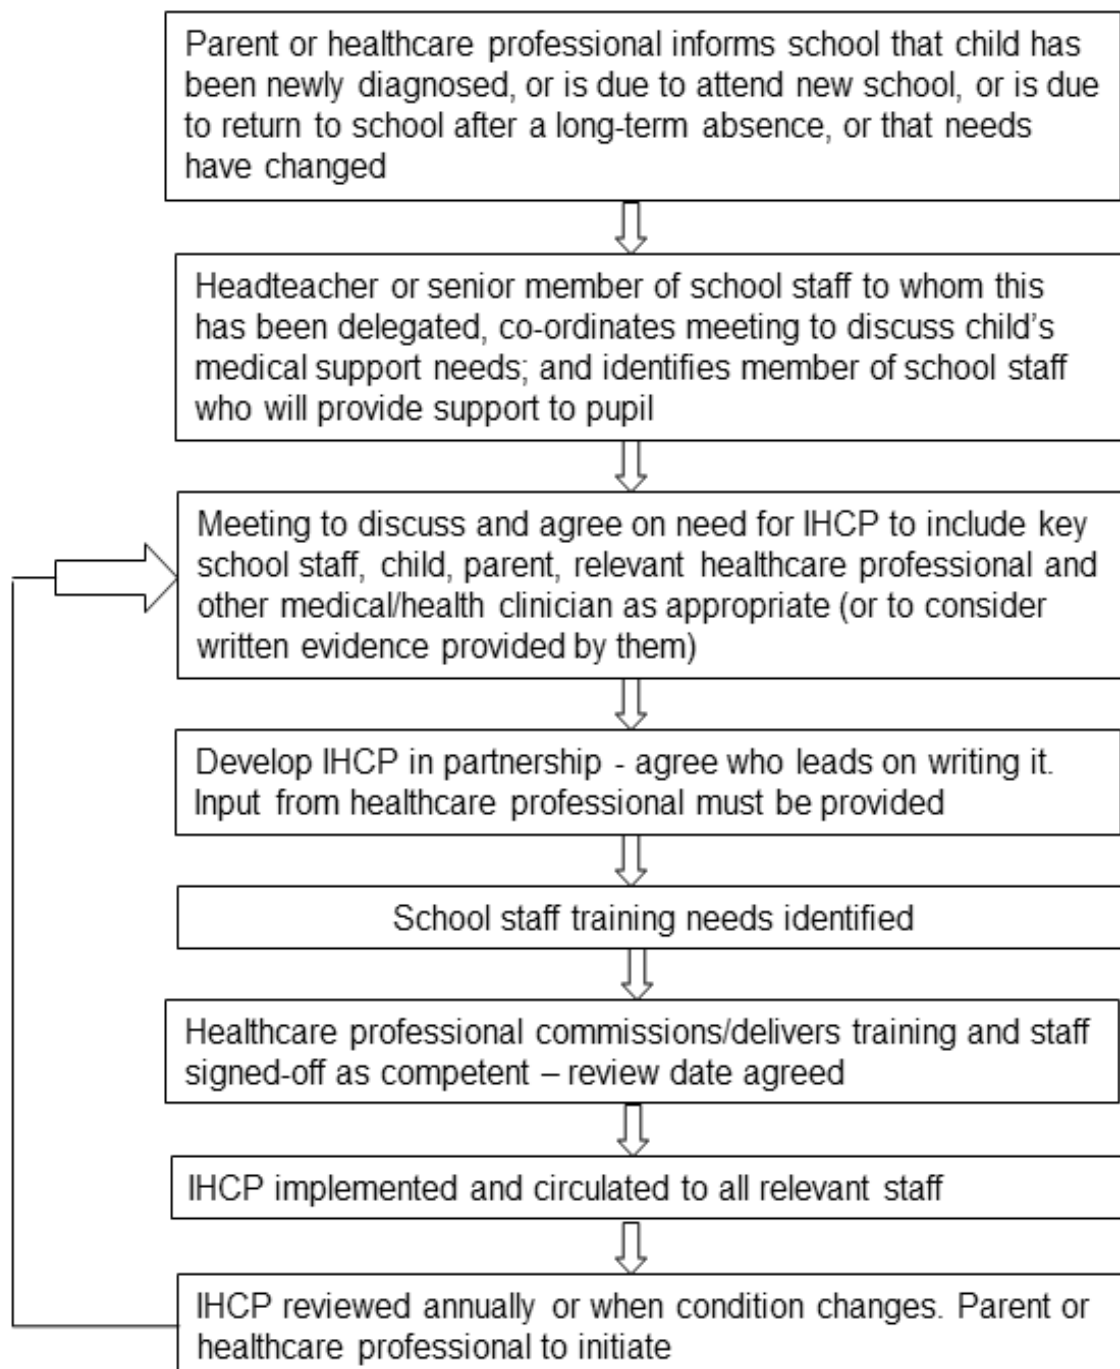 Parent or healthcare professional informs school that child has
been newly diagnosed, or is due to attend new school, or is due
to return to school after a long-term absence, or that needs
have changed
Headteacher or senior member of school staff to whom this
has been delegated, co-ordinates meeting to discuss child’s
medical support needs; and identifies member of school staff
who will provide support to pupil
Meeting to discuss and agree on need for IHCP to include key
school staff, child, parent, relevant healthcare professional and
other medical/health clinician as appropriate (or to consider
written evidence provided by them)
Develop IHCP in partnership - agree who leads on writing it.
Input from healthcare professional must be provided
School staff training needs identified
Healthcare professional commissions/delivers training and staff
signed-off as competent – review date agreed
IHCP implemented and circulated to all relevant staff
IHCP reviewed annually or when condition changes. Parent or
healthcare professional to initiate